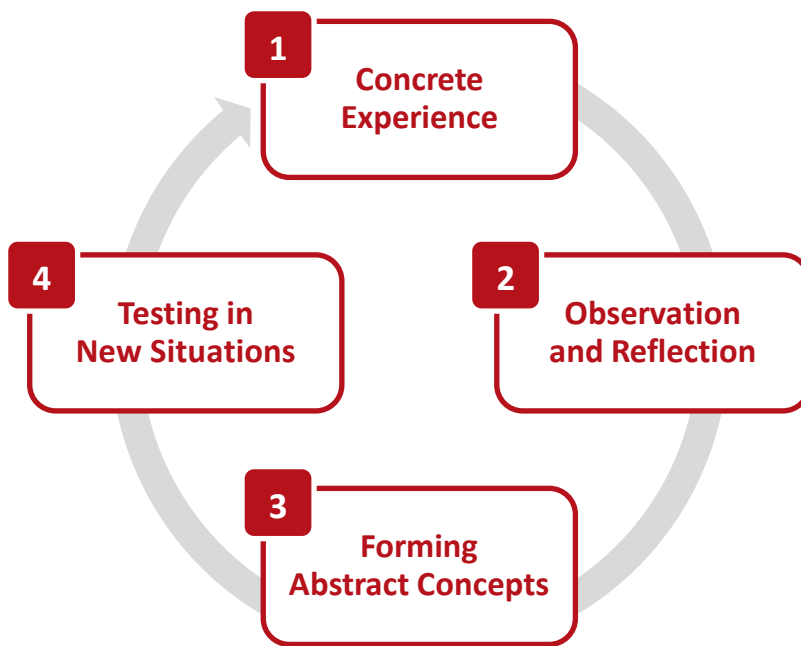 1
Concrete
Experience
2
Observation
and Reflection
3
Forming
Abstract Concepts
4
Testing in
New Situations